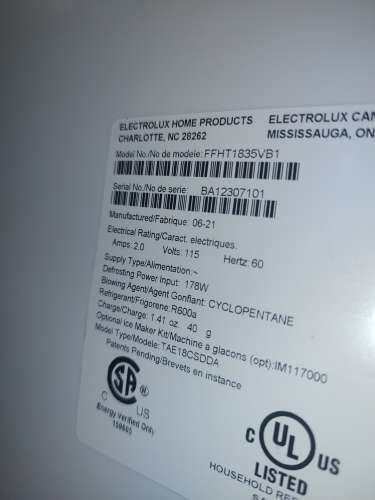 ELECTROLUX HOME PRODUCTS ELECTROLUX CAN
CHARLOTTE, NC 28262 MISSISSAUGA, ON
Model No./No de modele: FFHT1835VB1
Serial No./No de serie: BA12307101
Manufactured/Fabrique: 06-21
Electrical Rating/Caract. electriques:
Amps: 2.0 Volts: 115 Hertz: 60
Supply Type/Alimentation:~
Defrosting Power Input: 178W
Blowing Agent/Agent Gonflant: CYCLOPENTANE
Refrigerant/Frigorene: R600a
Charge/Charge: 1.41 oz. 40 g
Optional Ice Maker Kit/Machine a glacons (opt):IM117000
Model Type/Modele: TAE18CSDDA
Patents Pending/Brevets en instance
SA
C US
Energy Verified Only
C UL US
LISTED
HOUSEHOLD REF